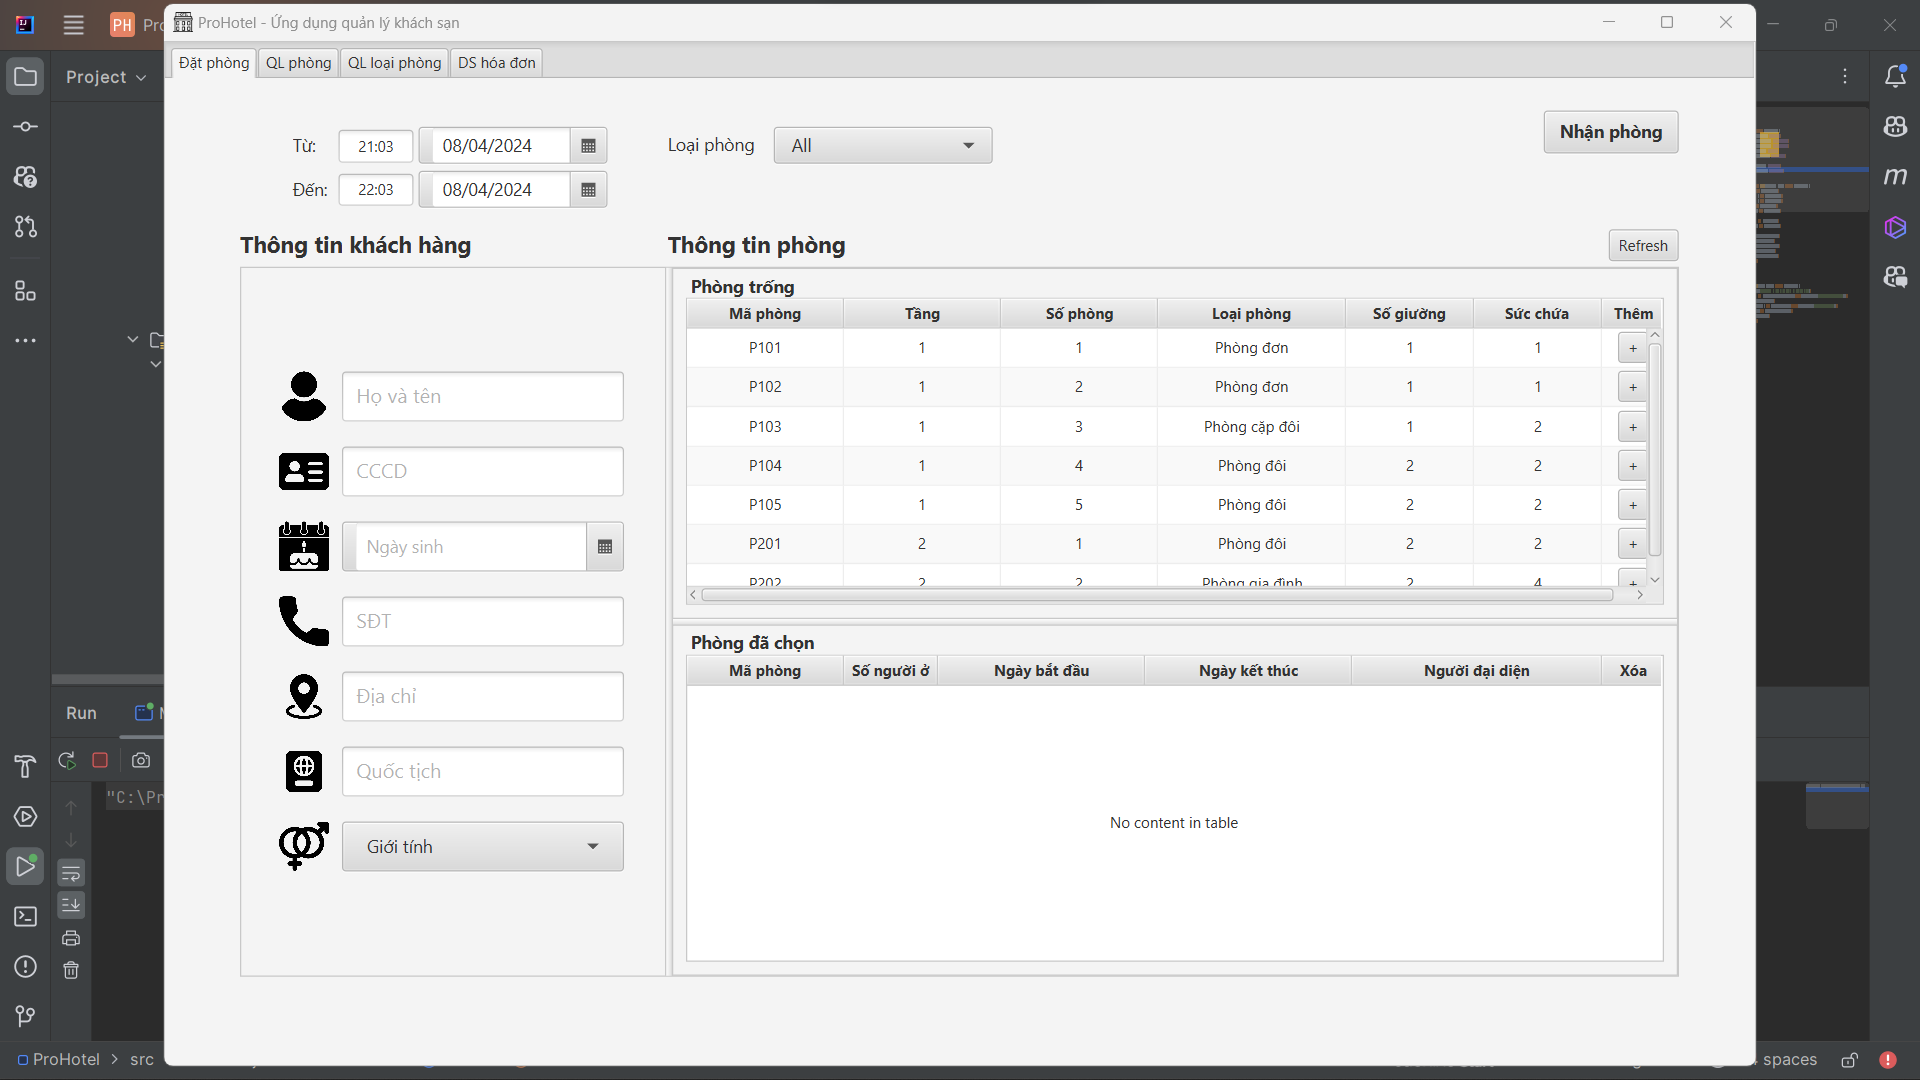 ProHotel - Ứng dụng quản lý khách sạn
PH
Project
Đặt phòng
QL phòng
QL loại phòng
DS hóa đơn
Từ: 21:03 08/04/2024
Loại phòng All
Nhận phòng
Đến: 22:03 08/04/2024
Thông tin khách hàng
Thông tin phòng
Refresh
Phòng trống
Mã phòng Tầng Số phòng Loại phòng Số giường Sức chứa Thêm
P101 1 1 Phòng đơn 1 1 +
P102 1 2 Phòng đơn 1 1 +
P103 1 3 Phòng cặp đôi 1 2 +
P104 1 4 Phòng đôi 2 2 +
P105 1 5 Phòng đôi 2 2 +
P201 2 1 Phòng đôi 2 2 +
P202 2 2 Phòng gia đình 2 4 +
Họ và tên
CCCD
Ngày sinh
SĐT
Địa chỉ
Quốc tịch
Giới tính
Phòng đã chọn
Mã phòng Số người ở Ngày bắt đầu Ngày kết thúc Người đại diện Xóa
No content in table
Run
"C:\Pr
ProHotel > src
spaces